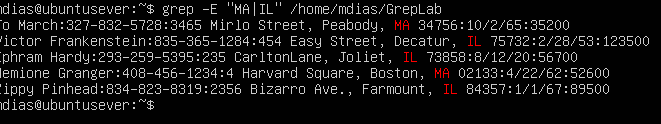 mdias@ubuntusever:~$ grep -E "MA|IL" /home/mdias/GrepLab
To March:327-832-5728:3465 Mirlo Street, Peabody, MA 34756:10/2/65:35200
Victor Frankenstein:835-365-1284:454 Easy Street, Decatur, IL 75732:2/28/53:123500
Ephram Hardy:293-259-5395:235 CarltonLane, Joliet, IL 73858:8/12/20:56700
Hemione Granger:408-456-1234:4 Harvard Square, Boston, MA 02133:4/22/62:52600
Zippy Pinhead:834-823-8319:2356 Bizarro Ave., Farmount, IL 84357:1/1/67:89500
mdias@ubuntusever:~$